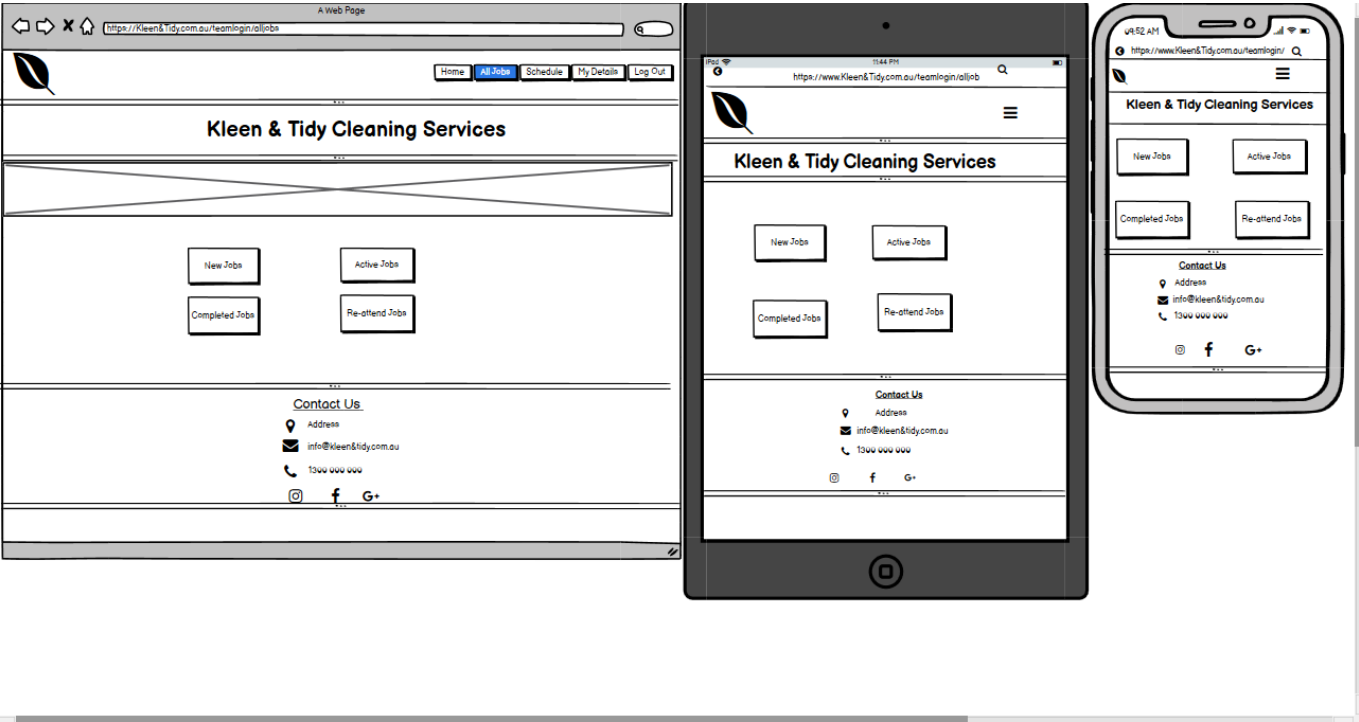 A Web Page
https://Kleen&Tidy.com.au/teamlogin/alljobs
Home All Jobs Schedule My Details Log Out
Kleen & Tidy Cleaning Services
New Jobs Active Jobs
Completed Jobs Re-attend Jobs
Contact Us
Address
info@kleen&tidy.com.au
1300 000 000
G+
iPad 11:44 PM
https://www.Kleen&Tidy.com.au/teamlogin/alljob
Kleen & Tidy Cleaning Services
New Jobs Active Jobs
Completed Jobs Re-attend Jobs
Contact Us
Address
info@kleen&tidy.com.au
1300 000 000
G+
09:52 AM
https://www.Kleen&Tidy.com.au/teamlogin/
Kleen & Tidy Cleaning Services
New Jobs Active Jobs
Completed Jobs Re-attend Jobs
Contact Us
Address
info@kleen&tidy.com.au
1300 000 000
G+